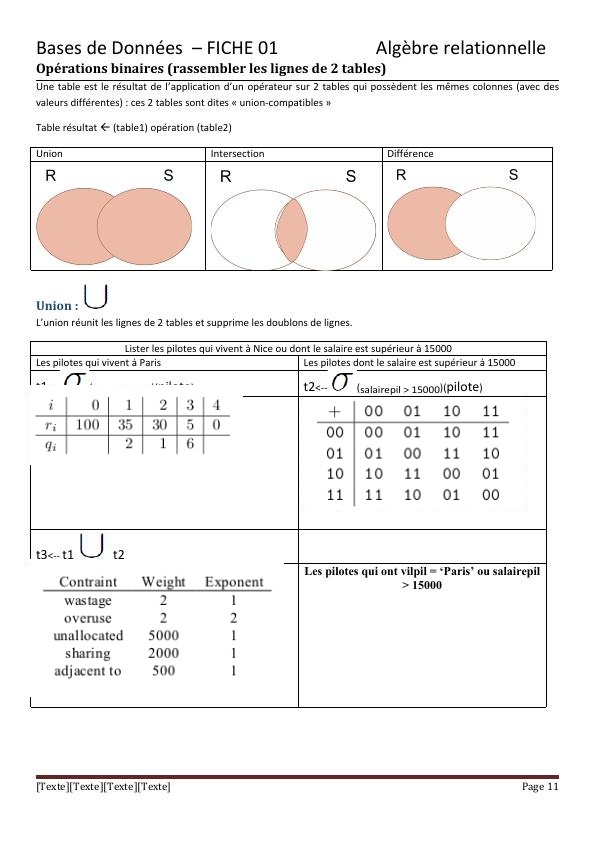 Bases de Données – FICHE 01 Algèbre relationnelle
Opérations binaires (rassembler les lignes de 2 tables)
Une table est le résultat de l'application d'un opérateur sur 2 tables qui possèdent les mêmes colonnes (avec des
valeurs différentes) : ces 2 tables sont dites « union-compatibles »
Table résultat ← (table1) opération (table2)
Union Intersection Différence
R S R S R S
Union : ∪
L'union réunit les lignes de 2 tables et supprime les doublons de lignes.
Lister les pilotes qui vivent à Nice ou dont le salaire est supérieur à 15000
Les pilotes qui vivent à Paris Les pilotes dont le salaire est supérieur à 15000
t2<-- σ (salairepil > 15000)(pilote)
i 0 1 2 3 4
r_i 100 35 30 5 0
q_i 2 1 6
+ 00 01 10 11
00 00 01 10 11
01 01 00 11 10
10 10 11 00 01
11 11 10 01 00
t3<-- t1 ∪ t2
Contraint Weight Exponent
wastage 2 1
overuse 2 2
unallocated 5000 1
sharing 2000 1
adjacent to 500 1
Les pilotes qui ont vilpil = 'Paris' ou salairepil
> 15000
[Texte][Texte][Texte][Texte] Page 11